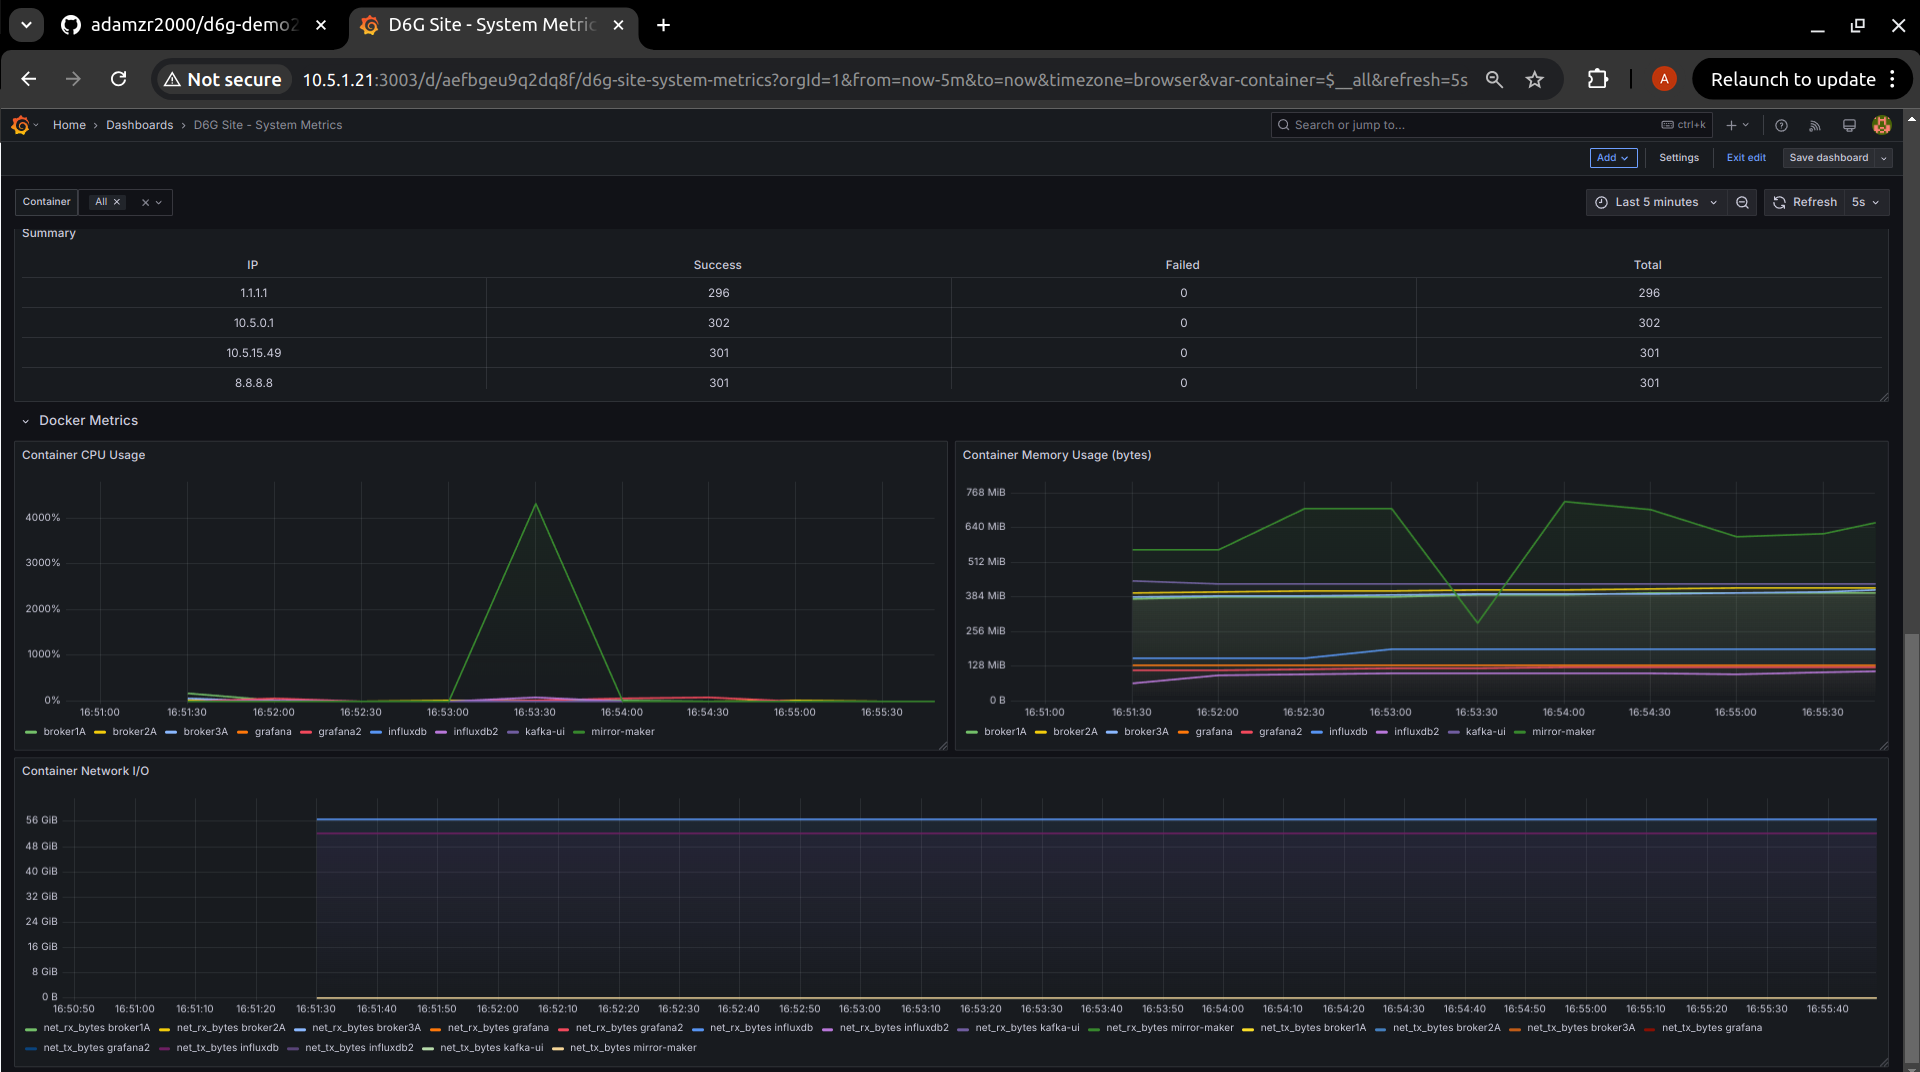 adamzr2000/d6g-demo2
D6G Site - System Metric
Not secure
10.5.1.21:3003/d/aefbgeu9q2dq8f/d6g-site-system-metrics?orgId=1&from=now-5m&to=now&timezone=browser&var-container=$__all&refresh=5s
A
Relaunch to update
Home › Dashboards › D6G Site - System Metrics
Search or jump to...
ctrl+k
Add
Settings
Exit edit
Save dashboard
Container
All
Last 5 minutes
Refresh
5s
Summary
IP Success Failed Total
1.1.1.1 296 0 296
10.5.0.1 302 0 302
10.5.15.49 301 0 301
8.8.8.8 301 0 301
Docker Metrics
Container CPU Usage
4000%
3000%
2000%
1000%
0%
16:51:00 16:51:30 16:52:00 16:52:30 16:53:00 16:53:30 16:54:00 16:54:30 16:55:00 16:55:30
broker1A broker2A broker3A grafana grafana2 influxdb influxdb2 kafka-ui mirror-maker
Container Memory Usage (bytes)
768 MiB
640 MiB
512 MiB
384 MiB
256 MiB
128 MiB
0 B
16:51:00 16:51:30 16:52:00 16:52:30 16:53:00 16:53:30 16:54:00 16:54:30 16:55:00 16:55:30
broker1A broker2A broker3A grafana grafana2 influxdb influxdb2 kafka-ui mirror-maker
Container Network I/O
56 GiB
48 GiB
40 GiB
32 GiB
24 GiB
16 GiB
8 GiB
0 B
16:50:50 16:51:00 16:51:10 16:51:20 16:51:30 16:51:40 16:51:50 16:52:00 16:52:10 16:52:20 16:52:30 16:52:40 16:52:50 16:53:00 16:53:10 16:53:20 16:53:30 16:53:40 16:53:50 16:54:00 16:54:10 16:54:20 16:54:30 16:54:40 16:54:50 16:55:00 16:55:10 16:55:20 16:55:30 16:55:40
net_rx_bytes broker1A net_rx_bytes broker2A net_rx_bytes broker3A net_rx_bytes grafana net_rx_bytes grafana2 net_rx_bytes influxdb net_rx_bytes influxdb2 net_rx_bytes kafka-ui net_rx_bytes mirror-maker net_tx_bytes broker1A net_tx_bytes broker2A net_tx_bytes broker3A net_tx_bytes grafana
net_tx_bytes grafana2 net_tx_bytes influxdb net_tx_bytes influxdb2 net_tx_bytes kafka-ui net_tx_bytes mirror-maker